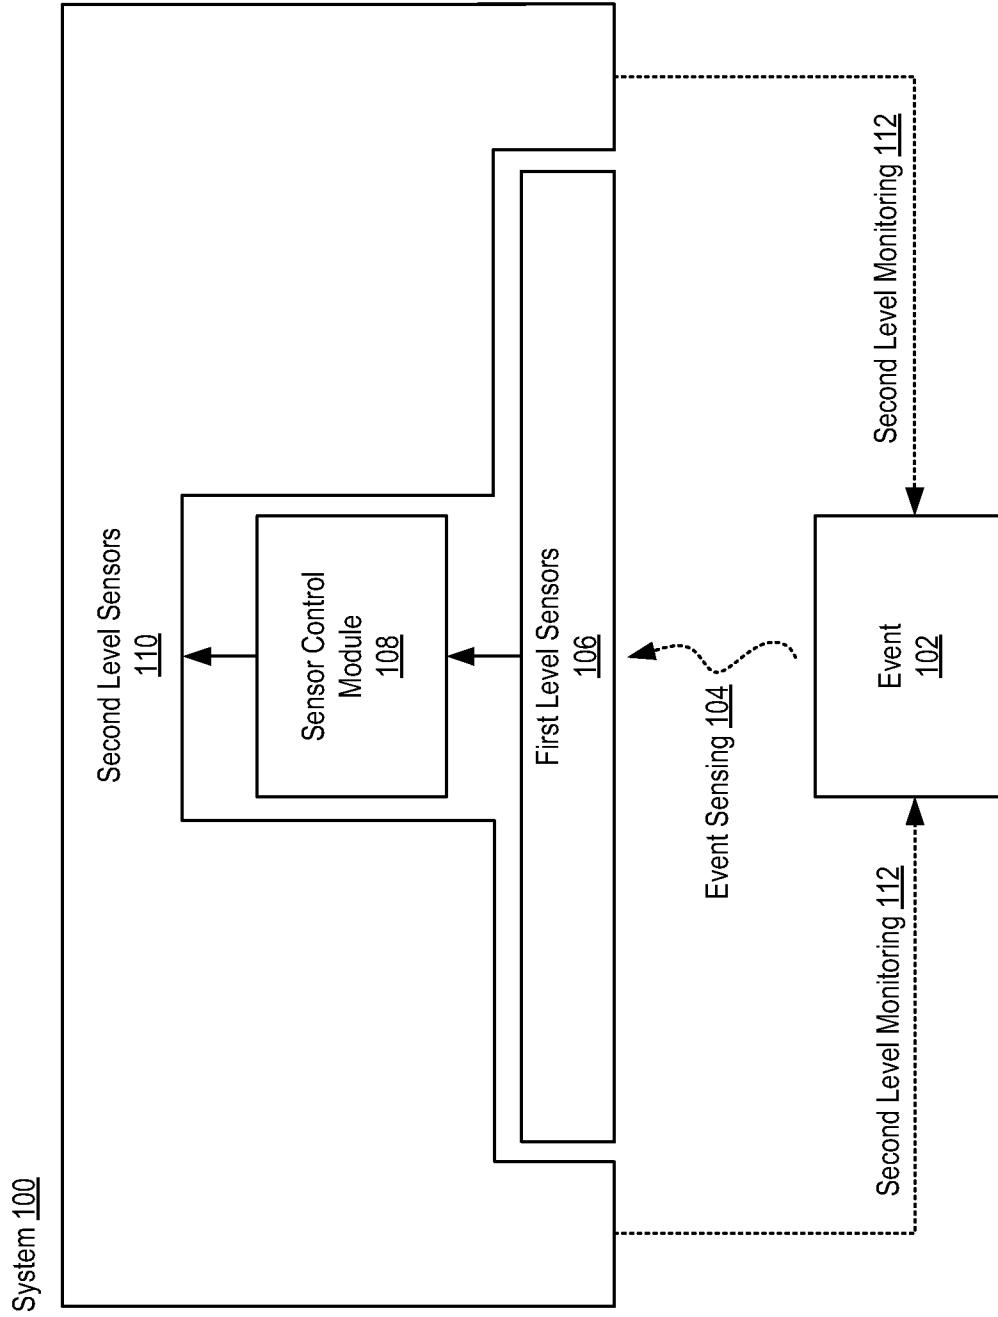 System 100
Second Level Sensors
110
Sensor Control
Module
108
First Level Sensors
106
Event Sensing 104
Second Level Monitoring 112
Second Level Monitoring 112
Event
102